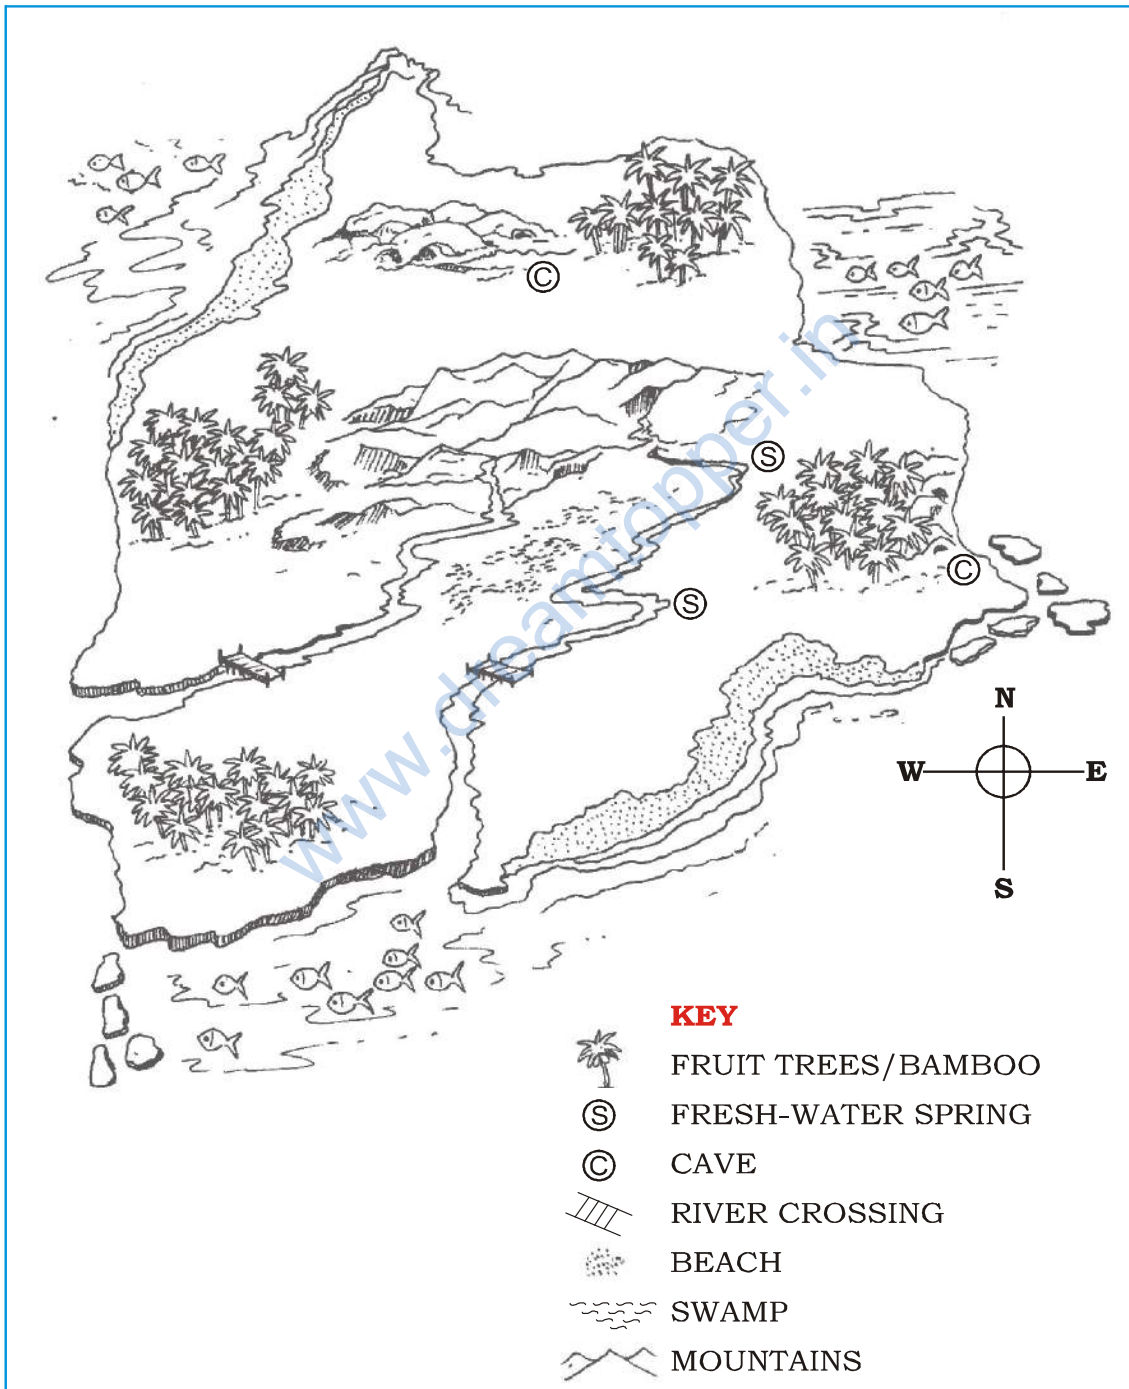 C
S
C
S
www.dreamtopper.in
N
W E
S
KEY
FRUIT TREES/BAMBOO
S FRESH-WATER SPRING
C CAVE
RIVER CROSSING
BEACH
SWAMP
MOUNTAINS